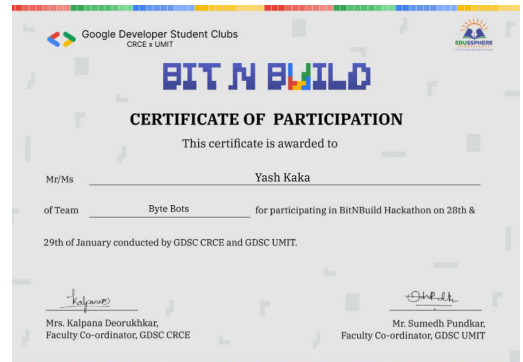 Google Developer Student Clubs
CRCE x UMIT
EDUSSPHERE
BIT N BUILD
CERTIFICATE OF PARTICIPATION
This certificate is awarded to
Mr/Ms Yash Kaka
of Team Byte Bots for participating in BitNBuild Hackathon on 28th &
29th of January conducted by GDSC CRCE and GDSC UMIT.
Kalpana
Mrs. Kalpana Deorukhkar,
Faculty Co-ordinator, GDSC CRCE
Mr. Sumedh Pundkar,
Faculty Co-ordinator, GDSC UMIT